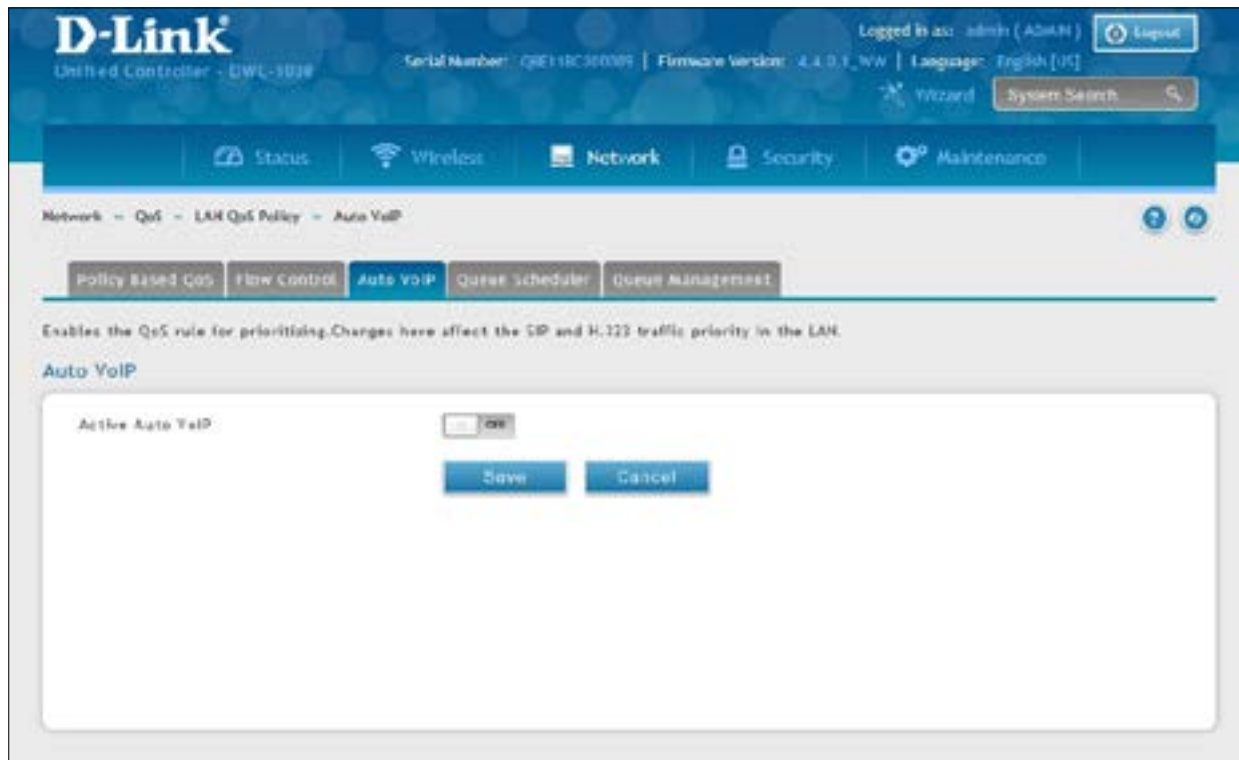 D-Link
Logged in as: admin ( ADMIN )
Logout
Unified Controller -
Serial Number: | Firmware Version: | Language: English [US]
Wizard
System Search
Status
Wireless
Network
Security
Maintenance
Network » QoS » LAN QoS Policy » Auto VoIP
Policy Based QoS
Flow Control
Auto VoIP
Queue Scheduler
Queue Management
Enables the QoS rule for prioritizing.Changes here affect the SIP and H.323 traffic priority in the LAN.
Auto VoIP
Active Auto VoIP
OFF
Save
Cancel